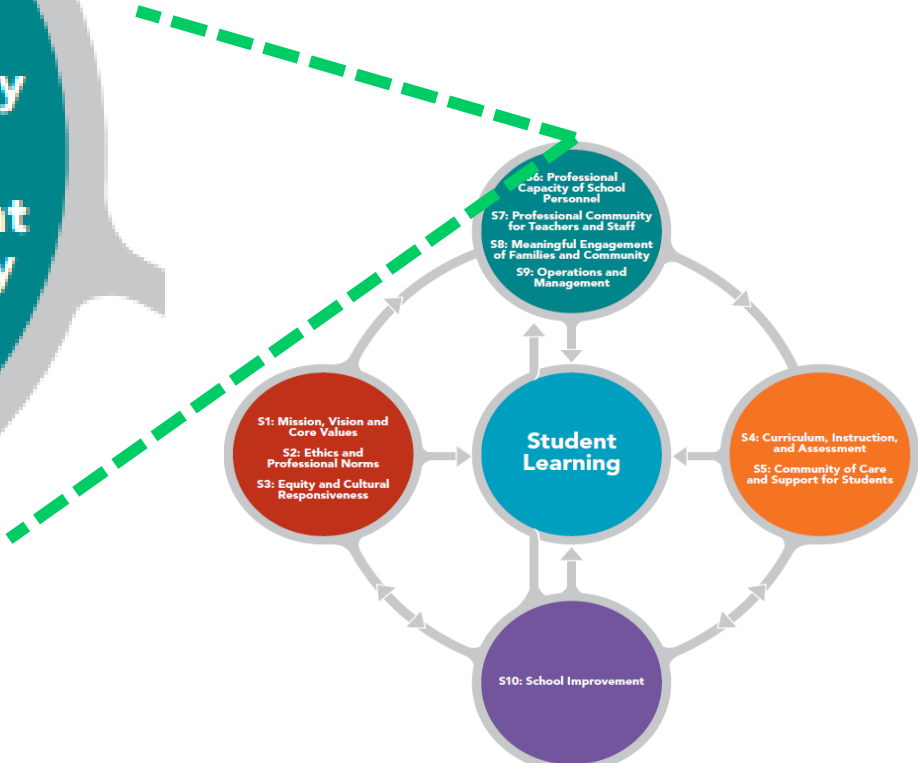 y
nt
y
S6: Professional
Capacity of School
Personnel
S7: Professional Community
for Teachers and Staff
S8: Meaningful Engagement
of Families and Community
S9: Operations and
Management
S1: Mission, Vision and
Core Values
S2: Ethics and
Professional Norms
S3: Equity and Cultural
Responsiveness
Student
Learning
S4: Curriculum, Instruction,
and Assessment
S5: Community of Care
and Support for Students
S10: School Improvement